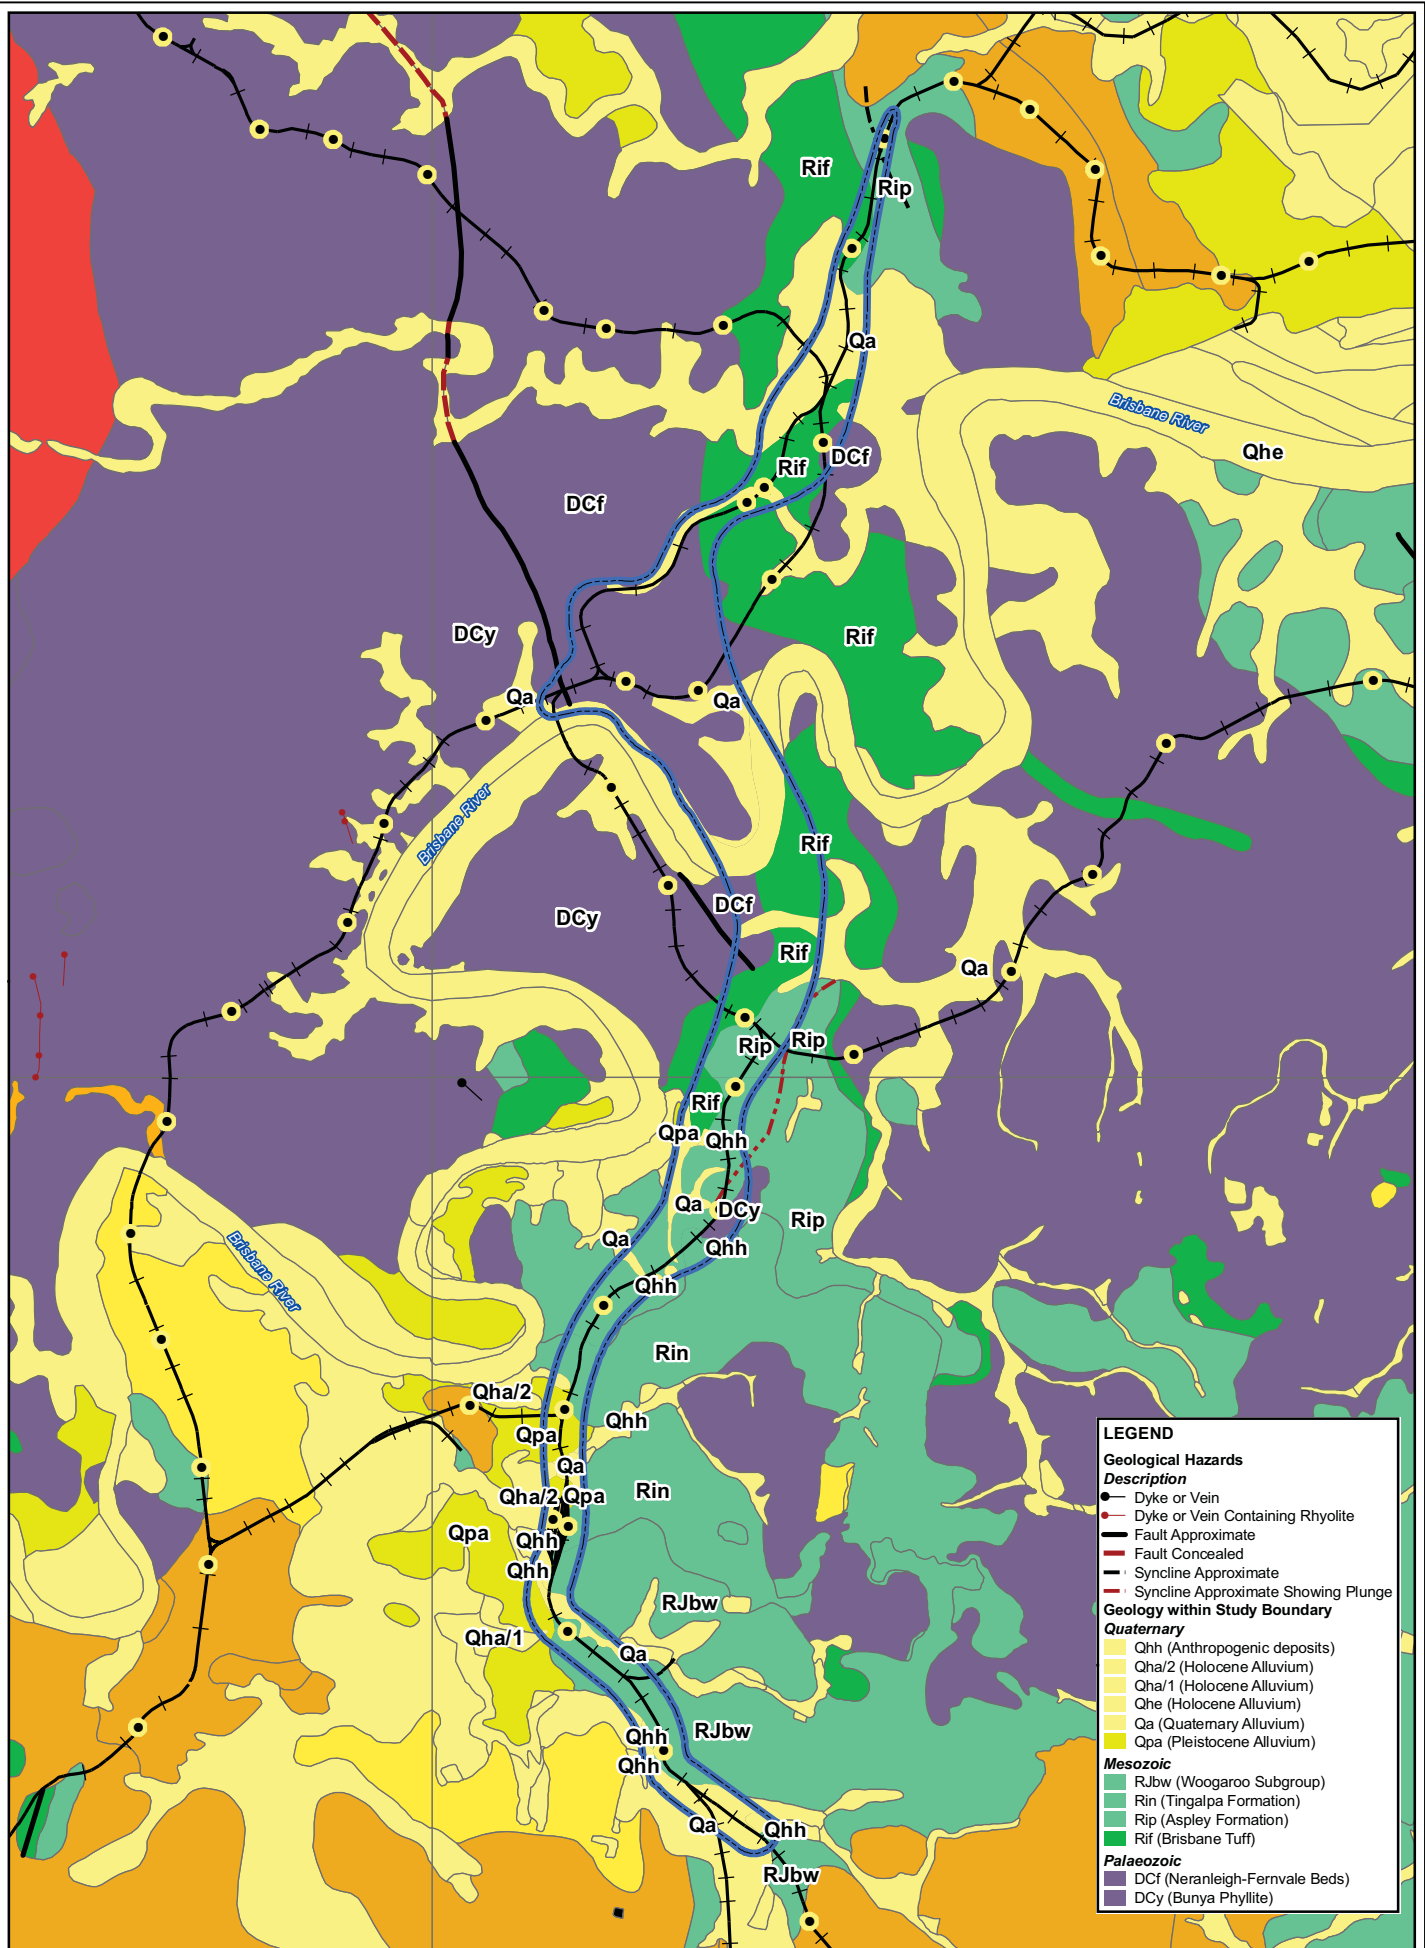 Rif
Rip
Qa
Brisbane River
Qhe
DCf
Rif
DCf
DCy
Rif
Qa
Qa
Brisbane River
Rif
DCf
DCy
Rif
Qa
Rip
Rip
Rif
Qpa
Qhh
Qa
DCy
Rip
Qa
Qhh
Brisbane River
Qhh
Rin
Qha/2
Qhh
Qpa
Qa
Rin
Qha/2
Qpa
Qpa
Qhh
Qhh
RJbw
Qha/1
Qa
RJbw
Qhh
Qhh
Qa
Qhh
RJbw
LEGEND
Geological Hazards
Description
Dyke or Vein
Dyke or Vein Containing Rhyolite
Fault Approximate
Fault Concealed
Syncline Approximate
Syncline Approximate Showing Plunge
Geology within Study Boundary
Quaternary
Qhh (Anthropogenic deposits)
Qha/2 (Holocene Alluvium)
Qha/1 (Holocene Alluvium)
Qhe (Holocene Alluvium)
Qa (Quaternary Alluvium)
Qpa (Pleistocene Alluvium)
Mesozoic
RJbw (Woogaroo Subgroup)
Rin (Tingalpa Formation)
Rip (Aspley Formation)
Rif (Brisbane Tuff)
Palaeozoic
DCf (Neranleigh-Fernvale Beds)
DCy (Bunya Phyllite)